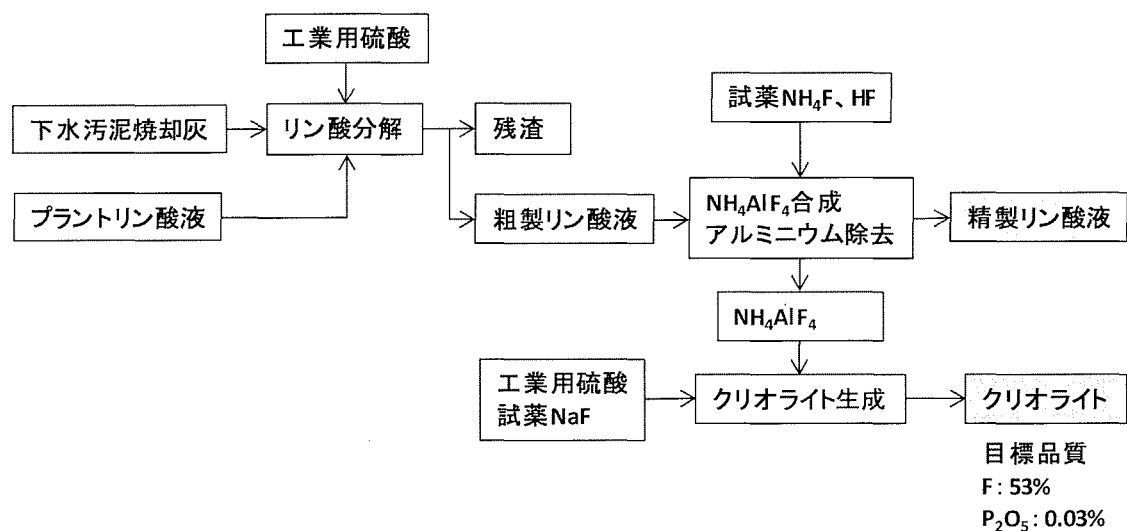 工業用硫酸
試薬NH₄F、HF
下水汚泥焼却灰
リン酸分解
残渣
プラントリン酸液
粗製リン酸液
NH₄AlF₄合成
アルミニウム除去
精製リン酸液
NH₄AlF₄
工業用硫酸
試薬NaF
クリオライト生成
クリオライト
目標品質
F: 53%
P₂O₅: 0.03%